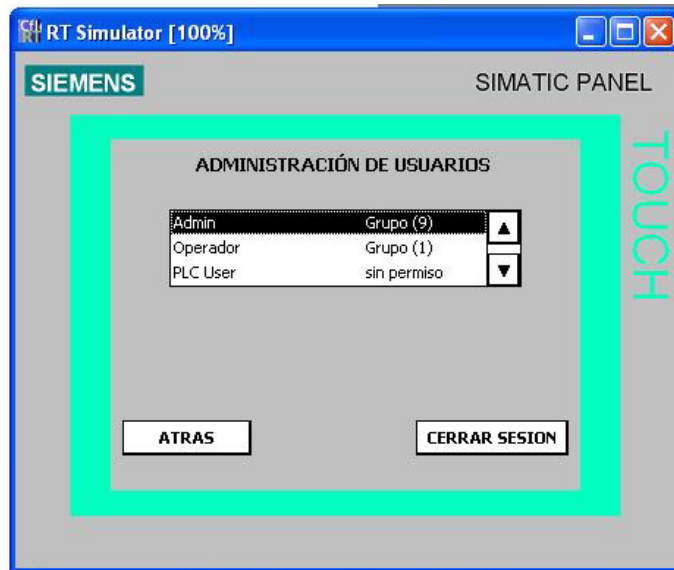 RT Simulator [100%]
SIEMENS
SIMATIC PANEL
TOUCH
ADMINISTRACIÓN DE USUARIOS
Admin Grupo (9)
Operador Grupo (1)
PLC User sin permiso
ATRAS
CERRAR SESION